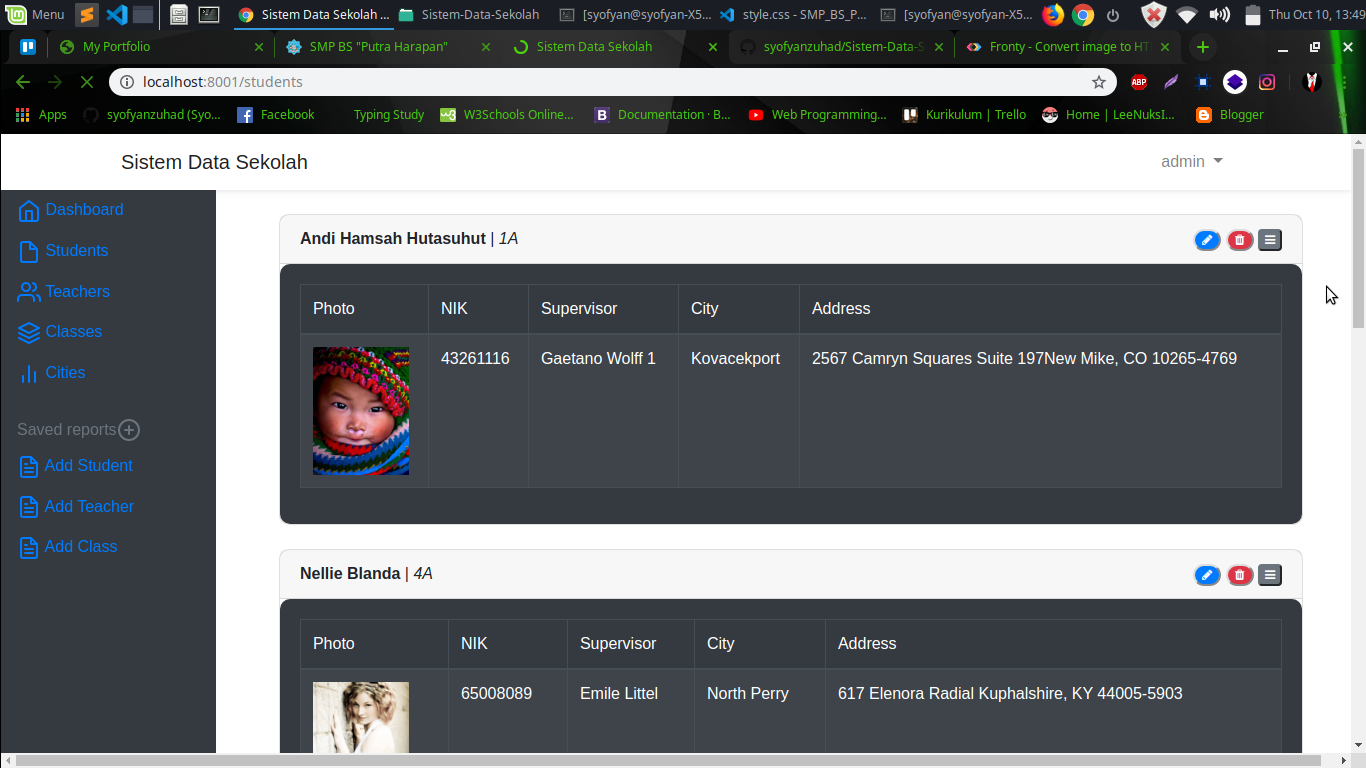 Menu
Sistem Data Sekolah ...
Sistem-Data-Sekolah
[syofyan@syofyan-X5...
style.css - SMP_BS_P...
[syofyan@syofyan-X5...
Thu Oct 10, 13:49
My Portfolio
SMP BS "Putra Harapan"
Sistem Data Sekolah
syofyanzuhad/Sistem-Data-S
Fronty - Convert image to HT
localhost:8001/students
ABP
Apps
syofyanzuhad (Syo...
Facebook
Typing Study
W3Schools Online...
Documentation · B...
Web Programming...
Kurikulum | Trello
Home | LeeNuksI...
Blogger
»
Sistem Data Sekolah
admin
Dashboard
Students
Teachers
Classes
Cities
Saved reports
Add Student
Add Teacher
Add Class
Andi Hamsah Hutasuhut | 1A
Photo NIK Supervisor City Address
43261116 Gaetano Wolff 1 Kovacekport 2567 Camryn Squares Suite 197New Mike, CO 10265-4769
Nellie Blanda | 4A
Photo NIK Supervisor City Address
65008089 Emile Littel North Perry 617 Elenora Radial Kuphalshire, KY 44005-5903